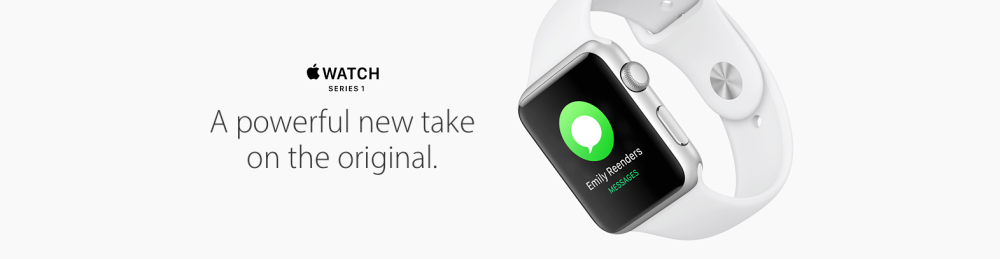 WATCH
SERIES 1
A powerful new take
on the original.
Emily Reenders
MESSAGES